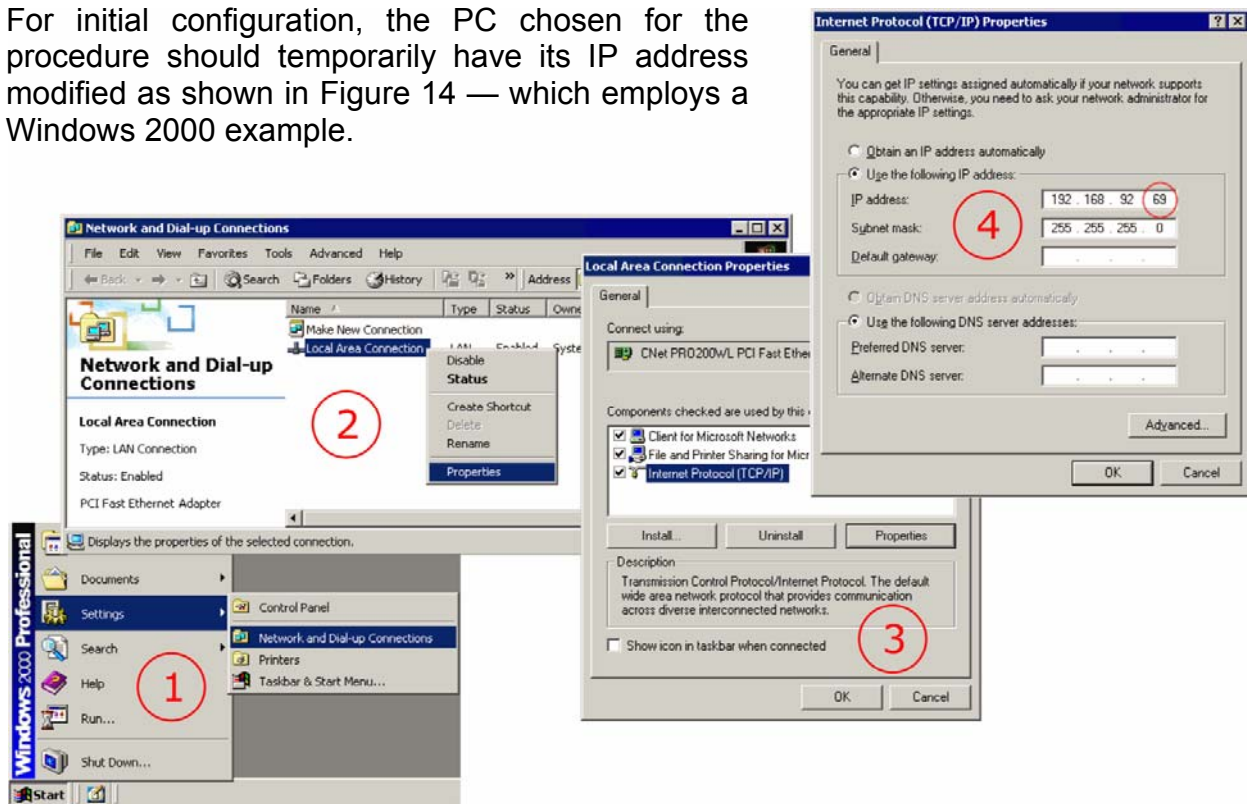 For initial configuration, the PC chosen for the
procedure should temporarily have its IP address
modified as shown in Figure 14 — which employs a
Windows 2000 example.
Internet Protocol (TCP/IP) Properties
General
You can get IP settings assigned automatically if your network supports
this capability. Otherwise, you need to ask your network administrator for
the appropriate IP settings.
Obtain an IP address automatically
Use the following IP address:
IP address: 192 . 168 . 92 . 69
Subnet mask: 255 . 255 . 255 . 0
Default gateway: . . .
4
Obtain DNS server address automatically
Use the following DNS server addresses:
Preferred DNS server: . . .
Alternate DNS server: . . .
Advanced...
OK Cancel
Network and Dial-up Connections
File Edit View Favorites Tools Advanced Help
Back Search Folders History » Address
Name Type Status Owne
Make New Connection
Local Area Connection LAN Enabled Syste
Network and Dial-up
Connections
Local Area Connection
Type: LAN Connection
Status: Enabled
PCI Fast Ethernet Adapter
2
Disable
Status
Create Shortcut
Delete
Rename
Properties
Displays the properties of the selected connection.
Local Area Connection Properties
General
Connect using:
CNet PRO200WL PCI Fast Ether
Components checked are used by this
Client for Microsoft Networks
File and Printer Sharing for Micr
Internet Protocol (TCP/IP)
Install... Uninstall Properties
Description
Transmission Control Protocol/Internet Protocol. The default
wide area network protocol that provides communication
across diverse interconnected networks.
Show icon in taskbar when connected
3
OK Cancel
Windows 2000 Professional
Documents
Settings
Search
Help
Run...
Shut Down...
1
Control Panel
Network and Dial-up Connections
Printers
Taskbar & Start Menu...
Start